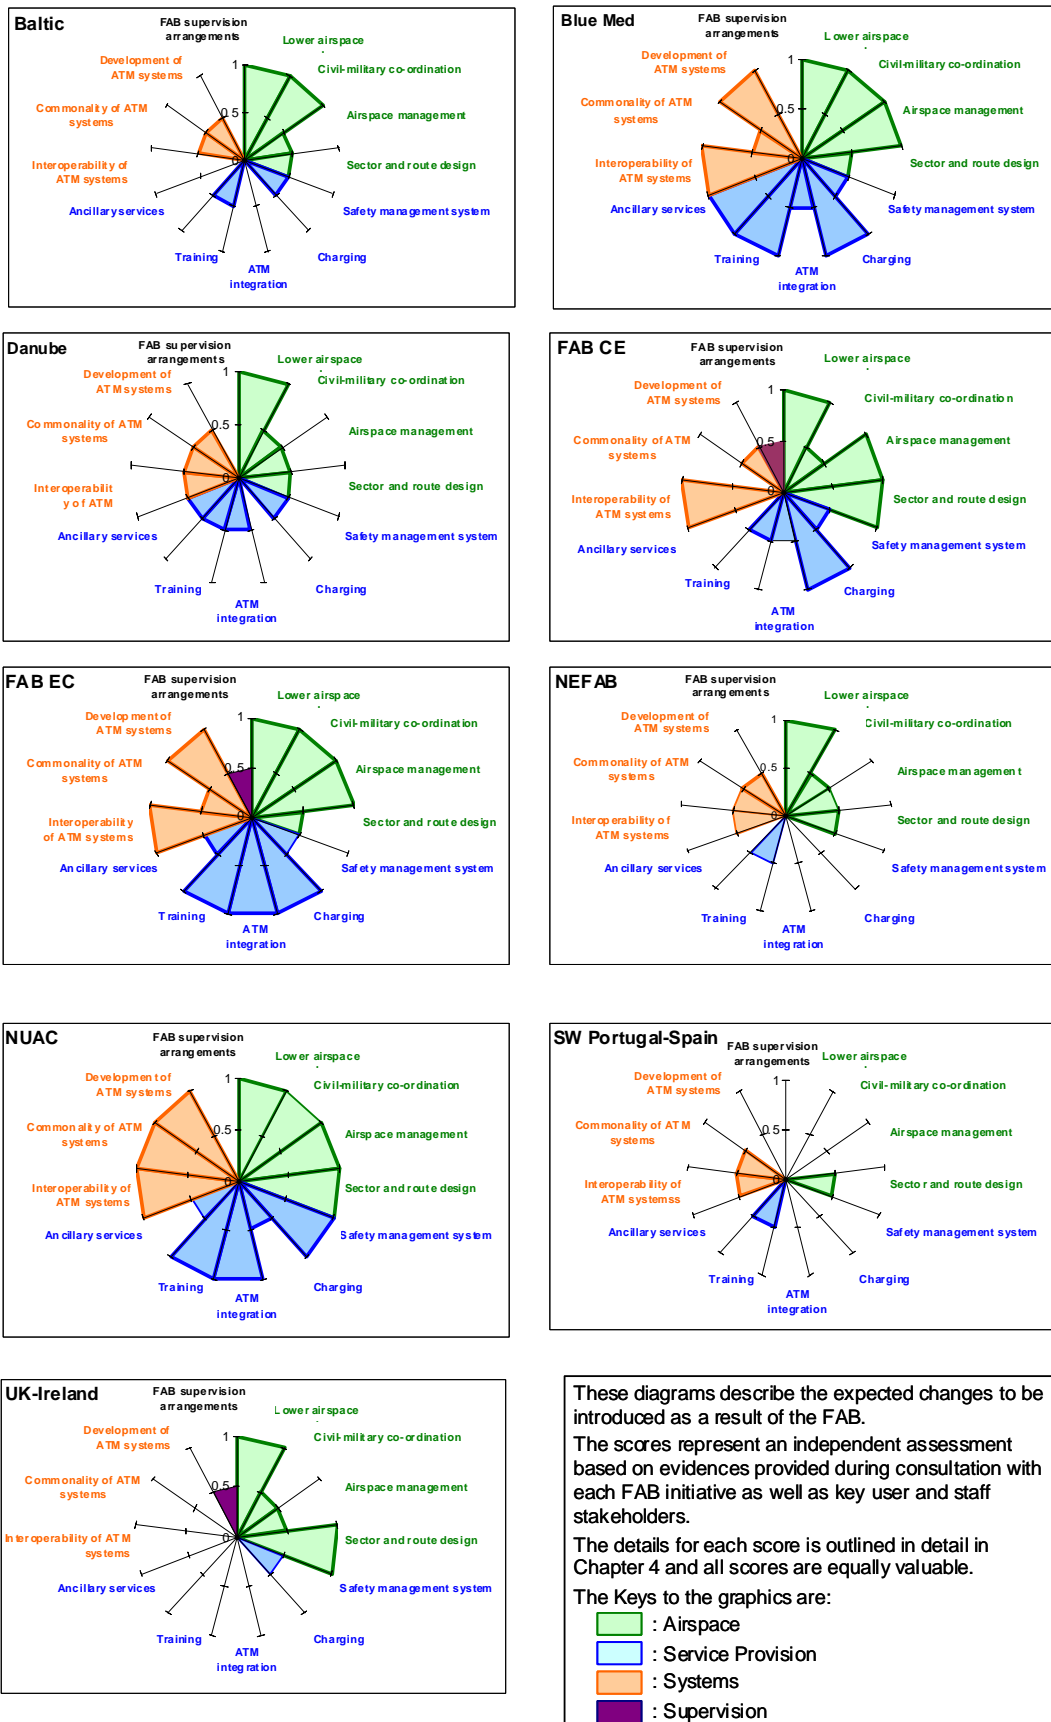 Baltic
FAB supervision
arrangements
Lower airspace
Civil-military co-ordination
Airspace management
Sector and route design
Safety management system
Charging
ATM
integration
Training
Ancillary services
Interoperability of
ATM systems
Commonality of ATM
systems
Development of
ATM systems
1
0.5
0
Blue Med
FAB supervision
arrangements
Lower airspace
Civil-military co-ordination
Airspace management
Sector and route design
Safety management system
Charging
ATM
integration
Training
Ancillary services
Interoperability of
ATM systems
Commonality of ATM
systems
Development of
ATM systems
1
0.5
0
Danube
FAB supervision
arrangements
Lower airspace
Civil-military co-ordination
Airspace management
Sector and route design
Safety management system
Charging
ATM
integration
Training
Ancillary services
Interoperabilit
y of ATM
Commonality of ATM
systems
Development of
ATM systems
1
0.5
0
FAB CE
FAB supervision
arrangements
Lower airspace
Civil-military co-ordination
Airspace management
Sector and route design
Safety management system
Charging
ATM
integration
Training
Ancillary services
Interoperability of
ATM systems
Commonality of ATM
systems
Development of
ATM systems
1
0.5
0
FAB EC
FAB supervision
arrangements
Lower airspace
Civil-military co-ordination
Airspace management
Sector and route design
Safety management system
Charging
ATM
integration
Training
Ancillary services
Interoperability
of ATM systems
Commonality of ATM
systems
Development of
ATM systems
1
0.5
0
NEFAB
FAB supervision
arrangements
Lower airspace
Civil-military co-ordination
Airspace management
Sector and route design
Safety management system
Charging
ATM
integration
Training
Ancillary services
Interoperability of
ATM systems
Commonality of ATM
systems
Development of
ATM systems
1
0.5
0
NUAC
FAB supervision
arrangements
Lower airspace
Civil-military co-ordination
Airspace management
Sector and route design
Safety management system
Charging
ATM
integration
Training
Ancillary services
Interoperability of
ATM systems
Commonality of ATM
systems
Development of
ATM systems
1
0.5
0
SW Portugal-Spain
FAB supervision
arrangements
Lower airspace
Civil-military co-ordination
Airspace management
Sector and route design
Safety management system
Charging
ATM
integration
Training
Ancillary services
Interoperability of
ATM systemss
Commonality of ATM
systems
Development of
ATM systems
1
0.5
0
UK-Ireland
FAB supervision
arrangements
Lower airspace
Civil-military co-ordination
Airspace management
Sector and route design
Safety management system
Charging
ATM
integration
Training
Ancillary services
Interoperability of ATM
systems
Commonality of ATM
systems
Development of
ATM systems
1
0.5
0
These diagrams describe the expected changes to be
introduced as a result of the FAB.
The scores represent an independent assessment
based on evidences provided during consultation with
each FAB initiative as well as key user and staff
stakeholders.
The details for each score is outlined in detail in
Chapter 4 and all scores are equally valuable.
The Keys to the graphics are:
: Airspace
: Service Provision
: Systems
: Supervision